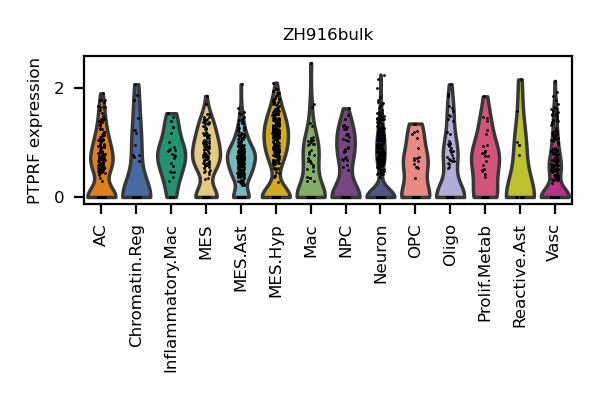 ZH916bulk
PTPRF expression
2
0
AC
Chromatin.Reg
Inflammatory.Mac
MES
MES.Ast
MES.Hyp
Mac
NPC
Neuron
OPC
Oligo
Prolif.Metab
Reactive.Ast
Vasc